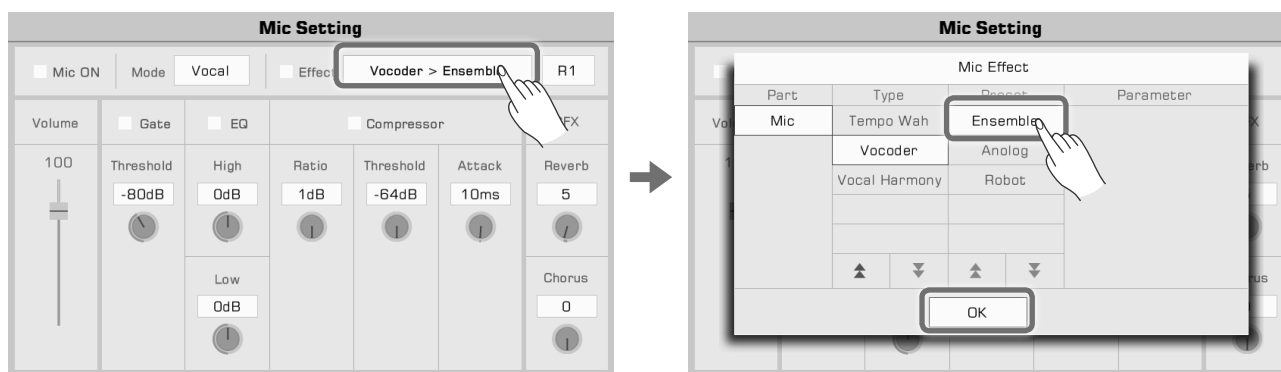 Mic Setting
Mic ON Mode Vocal Effect Vocoder > Ensemble R1
Volume Gate EQ Compressor FX
100 Threshold High Ratio Threshold Attack Reverb
-80dB 0dB 1dB -64dB 10ms 5
Low Chorus
0dB 0
Mic Setting
Mic Effect
Part Type Preset Parameter
Mic Tempo Wah Ensemble
Vocoder Analog
Vocal Harmony Robot
OK